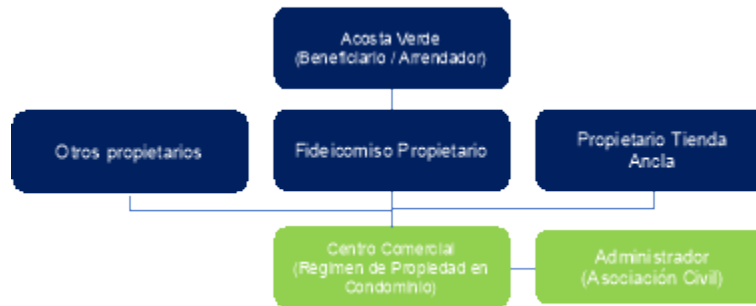 Acosta Verde
(Beneficiario / Arrendador)
Otros propietarios
Fideicomiso Propietario
Propietario Tienda
Ancla
Centro Comercial
(Régimen de Propiedad en
Condominio)
Administrador
(Asociación Civil)